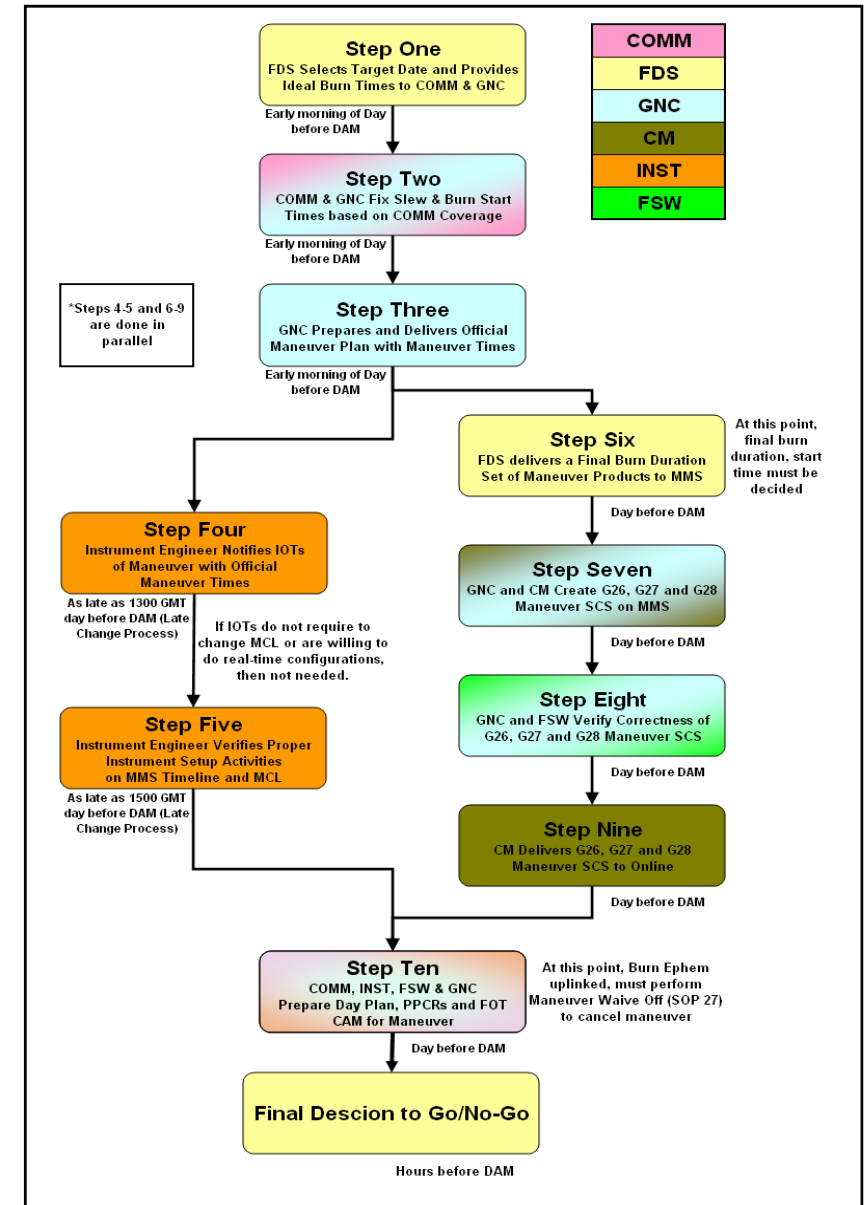 Step One
FDS Selects Target Date and Provides
Ideal Burn Times to COMM & GNC
COMM
FDS
GNC
CM
INST
FSW
Early morning of Day
before DAM
Step Two
COMM & GNC Fix Slew & Burn Start
Times based on COMM Coverage
Early morning of Day
before DAM
*Steps 4-5 and 6-9
are done in
parallel
Step Three
GNC Prepares and Delivers Official
Maneuver Plan with Maneuver Times
Early morning of Day
before DAM
Step Four
Instrument Engineer Notifies IOTs
of Maneuver with Official
Maneuver Times
As late as 1300 GMT
day before DAM (Late
Change Process)
If IOTs do not require to
change MCL or are willing to
do real-time configurations,
then not needed.
Step Five
Instrument Engineer Verifies Proper
Instrument Setup Activities
on MMS Timeline and MCL
As late as 1500 GMT
day before DAM (Late
Change Process)
Step Six
FDS delivers a Final Burn Duration
Set of Maneuver Products to MMS
At this point,
final burn
duration, start
time must be
decided
Day before DAM
Step Seven
GNC and CM Create G26, G27 and G28
Maneuver SCS on MMS
Day before DAM
Step Eight
GNC and FSW Verify Correctness of
G26, G27 and G28 Maneuver SCS
Day before DAM
Step Nine
CM Delivers G26, G27 and G28
Maneuver SCS to Online
Day before DAM
Step Ten
COMM, INST, FSW & GNC
Prepare Day Plan, PPCRs and FOT
CAM for Maneuver
At this point, Burn Ephem
uplinked, must perform
Maneuver Waive Off (SOP 27)
to cancel maneuver
Day before DAM
Final Descion to Go/No-Go
Hours before DAM